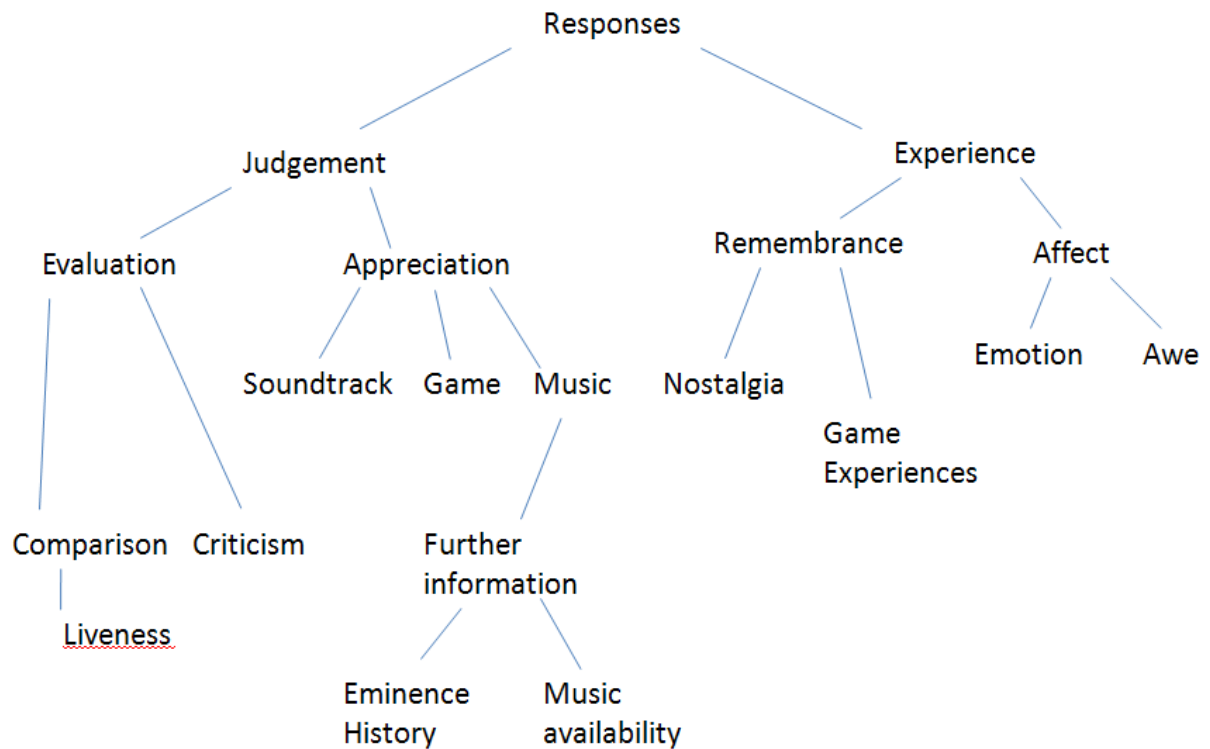 Responses
Judgement
Experience
Evaluation
Appreciation
Remembrance
Affect
Soundtrack
Game
Music
Nostalgia
Emotion
Awe
Game
Experiences
Comparison
Criticism
Further
information
Liveness
Eminence
History
Music
availability